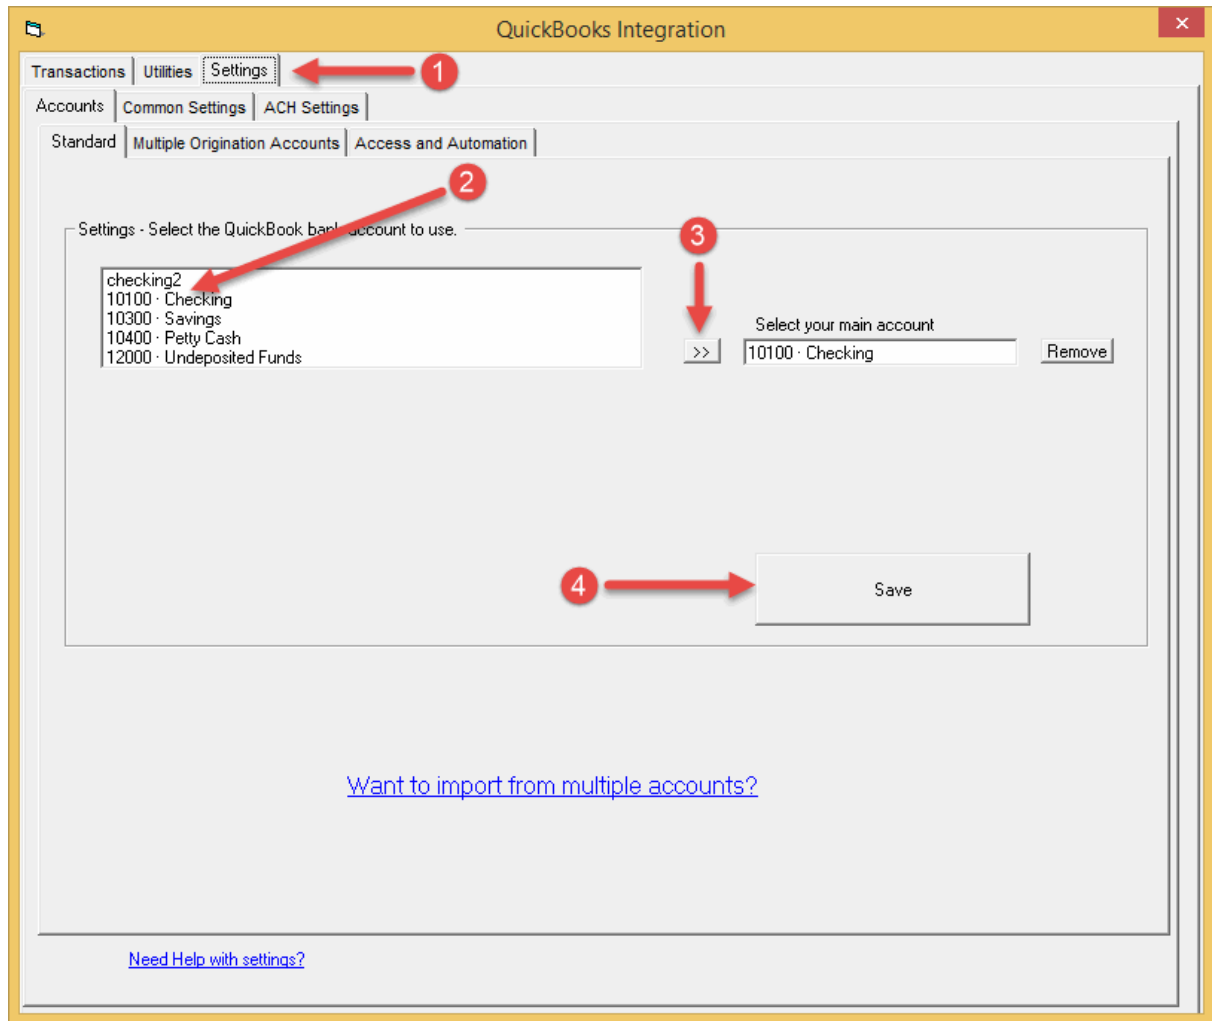 QuickBooks Integration
Transactions Utilities Settings 1
Accounts Common Settings ACH Settings
Standard Multiple Origination Accounts Access and Automation
2
Settings - Select the QuickBook bank account to use.
3
checking2
10100 · Checking
10300 · Savings
10400 · Petty Cash
12000 · Undeposited Funds
Select your main account
>> 10100 · Checking Remove
4 Save
Want to import from multiple accounts?
Need Help with settings?